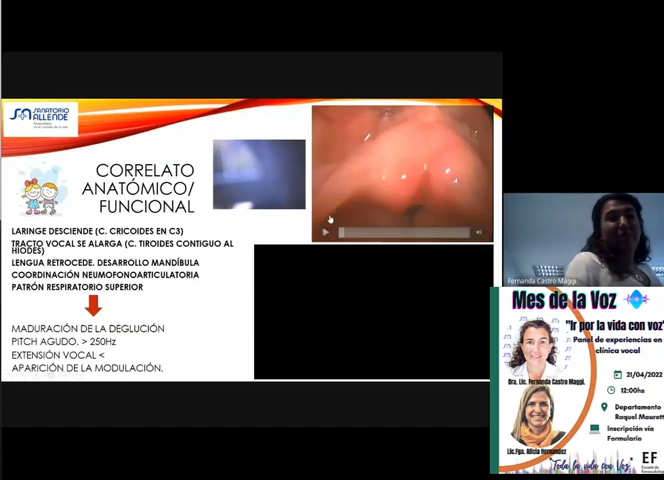 SANATORIO
ALLENDE
CORRELATO
ANATÓMICO/
FUNCIONAL
LARINGE DESCIENDE (C. CRICOIDES EN C3)
TRACTO VOCAL SE ALARGA (C. TIROIDES CONTIGUO AL
HIODES)
LENGUA RETROCEDE. DESARROLLO MANDÍBULA
COORDINACIÓN NEUMOFONOARTICULATORIA
PATRÓN RESPIRATORIO SUPERIOR
MADURACIÓN DE LA DEGLUCIÓN
PITCH AGUDO. > 250Hz
EXTENSIÓN VOCAL <
APARICIÓN DE LA MODULACIÓN.
Fernanda Castro Maggi
Mes de la Voz
"Ir por la vida con voz"
Panel de experiencias en
clínica vocal
Dra. Lic. Fernanda Castro Maggi.
21/04/2022
12:00hs
Departamento
Raquel Maurett
Inscripción vía
Formulario
Lic.Fga. Alicia Hernández
"Toda la vida con Voz"
EF